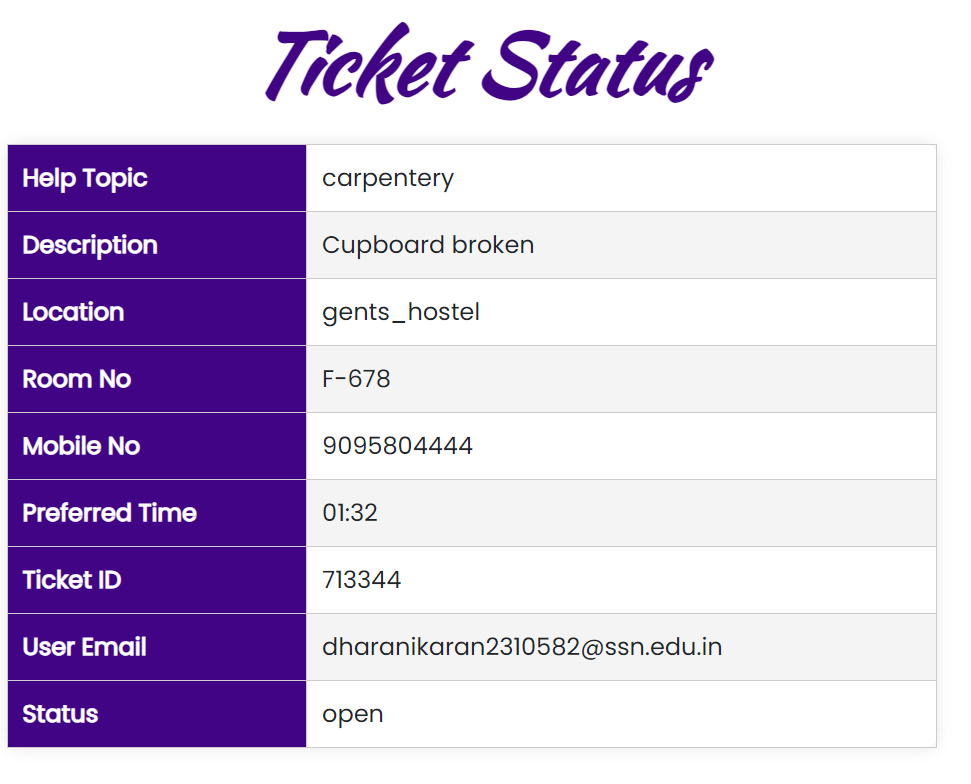 Ticket Status
Help Topic carpentery
Description Cupboard broken
Location gents_hostel
Room No F-678
Mobile No 9095804444
Preferred Time 01:32
Ticket ID 713344
User Email dharanikaran2310582@ssn.edu.in
Status open